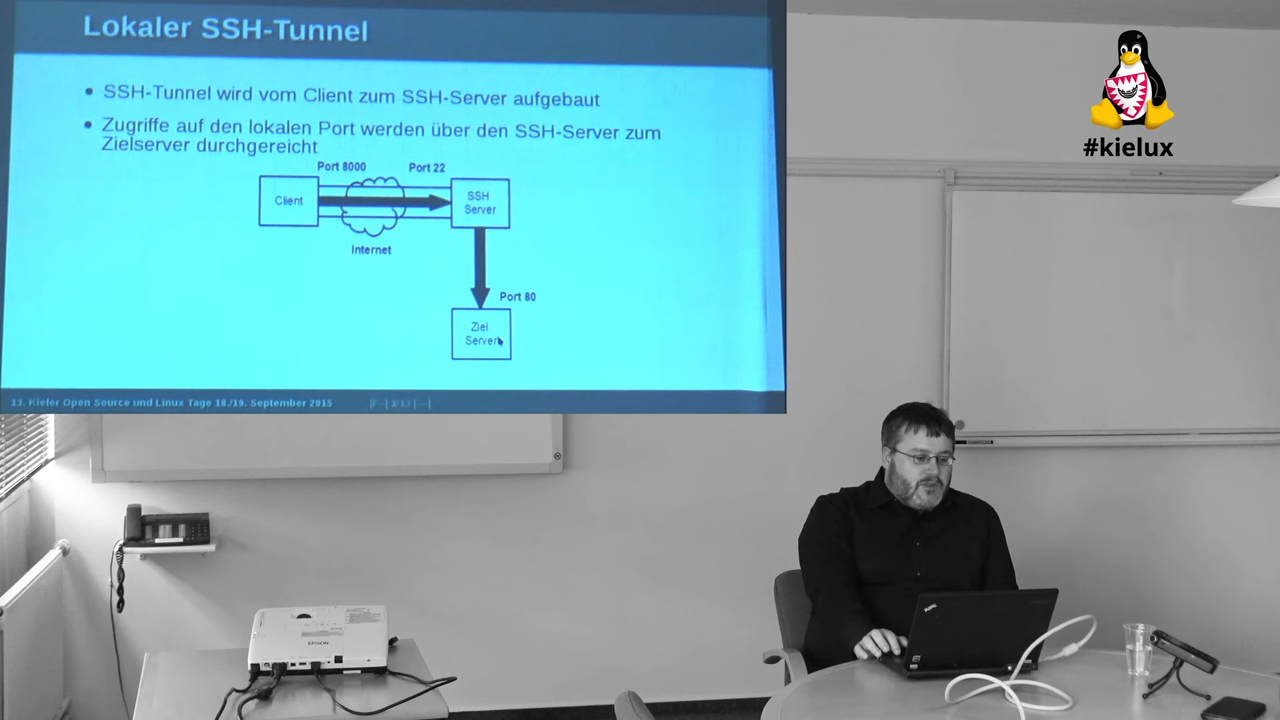 Lokaler SSH-Tunnel
SSH-Tunnel wird vom Client zum SSH-Server aufgebaut
Zugriffe auf den lokalen Port werden über den SSH-Server zum
Zielserver durchgereicht
Port 8000
Port 22
Client
SSH
Server
Internet
Port 80
Ziel
Server
13. Kieler Open Source und Linux Tage 18./19. September 2015
#kielux
EPSON